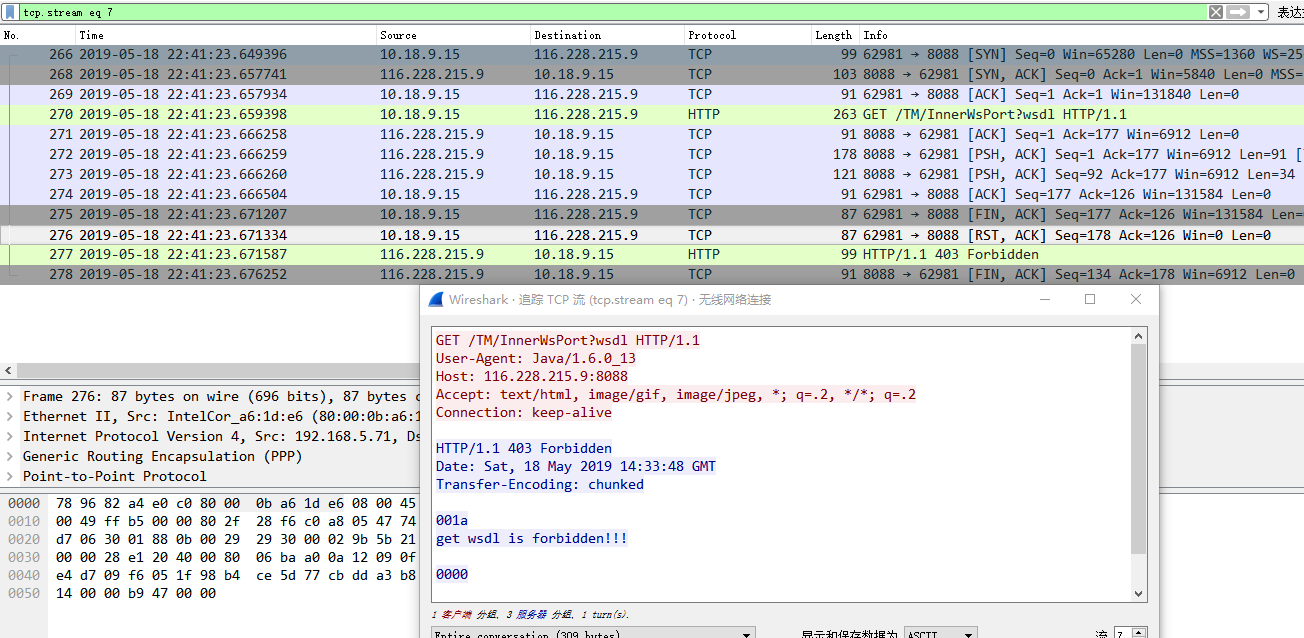 tcp.stream eq 7 表达
No. Time Source Destination Protocol Length Info
266 2019-05-18 22:41:23.649396 10.18.9.15 116.228.215.9 TCP 99 62981 → 8088 [SYN] Seq=0 Win=65280 Len=0 MSS=1360 WS=25
268 2019-05-18 22:41:23.657741 116.228.215.9 10.18.9.15 TCP 103 8088 → 62981 [SYN, ACK] Seq=0 Ack=1 Win=5840 Len=0 MSS=
269 2019-05-18 22:41:23.657934 10.18.9.15 116.228.215.9 TCP 91 62981 → 8088 [ACK] Seq=1 Ack=1 Win=131840 Len=0
270 2019-05-18 22:41:23.659398 10.18.9.15 116.228.215.9 HTTP 263 GET /TM/InnerWsPort?wsdl HTTP/1.1
271 2019-05-18 22:41:23.666258 116.228.215.9 10.18.9.15 TCP 91 8088 → 62981 [ACK] Seq=1 Ack=177 Win=6912 Len=0
272 2019-05-18 22:41:23.666259 116.228.215.9 10.18.9.15 TCP 178 8088 → 62981 [PSH, ACK] Seq=1 Ack=177 Win=6912 Len=91 [
273 2019-05-18 22:41:23.666260 116.228.215.9 10.18.9.15 TCP 121 8088 → 62981 [PSH, ACK] Seq=92 Ack=177 Win=6912 Len=34
274 2019-05-18 22:41:23.666504 10.18.9.15 116.228.215.9 TCP 91 62981 → 8088 [ACK] Seq=177 Ack=126 Win=131584 Len=0
275 2019-05-18 22:41:23.671207 10.18.9.15 116.228.215.9 TCP 87 62981 → 8088 [FIN, ACK] Seq=177 Ack=126 Win=131584 Len=
276 2019-05-18 22:41:23.671334 10.18.9.15 116.228.215.9 TCP 87 62981 → 8088 [RST, ACK] Seq=178 Ack=126 Win=0 Len=0
277 2019-05-18 22:41:23.671587 116.228.215.9 10.18.9.15 HTTP 99 HTTP/1.1 403 Forbidden
278 2019-05-18 22:41:23.676252 116.228.215.9 10.18.9.15 TCP 91 8088 → 62981 [FIN, ACK] Seq=134 Ack=178 Win=6912 Len=0
Wireshark · 追踪 TCP 流 (tcp.stream eq 7) · 无线网络连接
GET /TM/InnerWsPort?wsdl HTTP/1.1
User-Agent: Java/1.6.0_13
Host: 116.228.215.9:8088
Accept: text/html, image/gif, image/jpeg, *; q=.2, */*; q=.2
Connection: keep-alive
HTTP/1.1 403 Forbidden
Date: Sat, 18 May 2019 14:33:48 GMT
Transfer-Encoding: chunked
001a
get wsdl is forbidden!!!
0000
1 客户端 分组, 3 服务器 分组, 1 turn(s).
Entire conversation (309 bytes) 显示和保存数据为 ASCII 流 7
Frame 276: 87 bytes on wire (696 bits), 87 bytes c
Ethernet II, Src: IntelCor_a6:1d:e6 (80:00:0b:a6:1
Internet Protocol Version 4, Src: 192.168.5.71, Ds
Generic Routing Encapsulation (PPP)
Point-to-Point Protocol
0000 78 96 82 a4 e0 c0 80 00 0b a6 1d e6 08 00 45
0010 00 49 ff b5 00 00 80 2f 28 f6 c0 a8 05 47 74
0020 d7 06 30 01 88 0b 00 29 29 30 00 02 9b 5b 21
0030 00 00 28 e1 20 40 00 80 06 ba a0 0a 12 09 0f
0040 e4 d7 09 f6 05 1f 98 b4 ce 5d 77 cb dd a3 b8
0050 14 00 00 b9 47 00 00